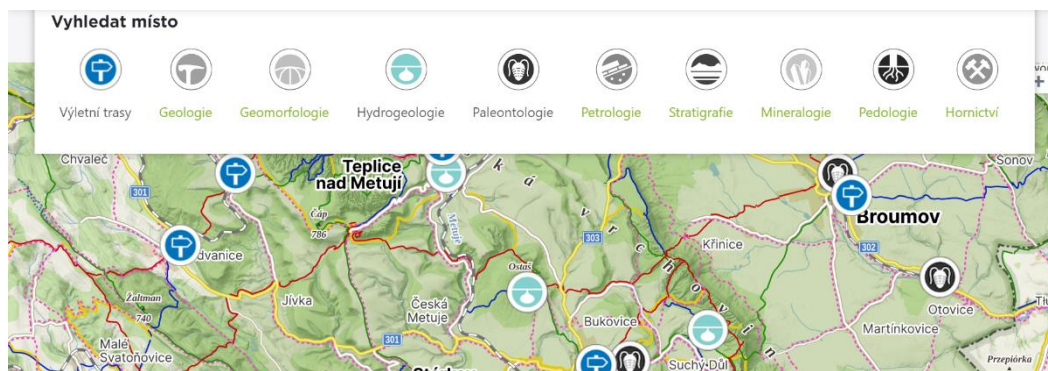 Vyhledat místo
Výletní trasy
Geologie
Geomorfologie
Hydrogeologie
Paleontologie
Petrologie
Stratigrafie
Mineralogie
Pedologie
Hornictví
Chvaleč
Teplice
nad Metují
Sonov
301
Čáp
786
Metuje
Broumov
303
Křinice
302
Ostaš
Jívka
Žaltman
740
Česká
Metuje
Otovice
301
Bukovice
Martínkovice
Malé
Svatoňovice
Suchý Důl
Przepiórka